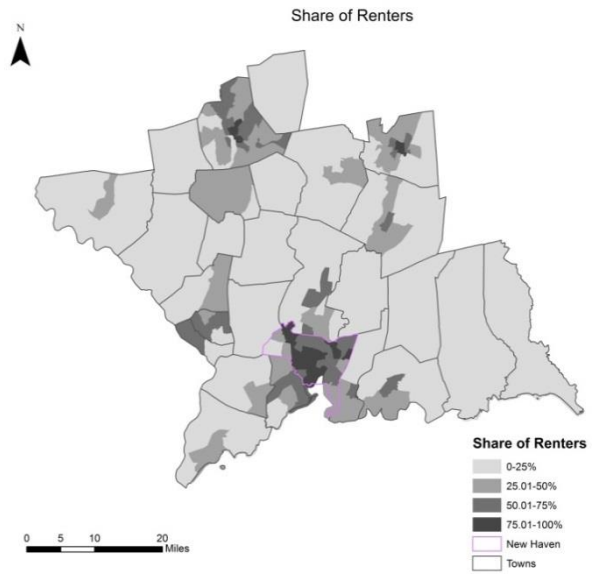 Share of Renters
N
Share of Renters
0-25%
25.01-50%
50.01-75%
75.01-100%
New Haven
Towns
0 5 10 20
Miles